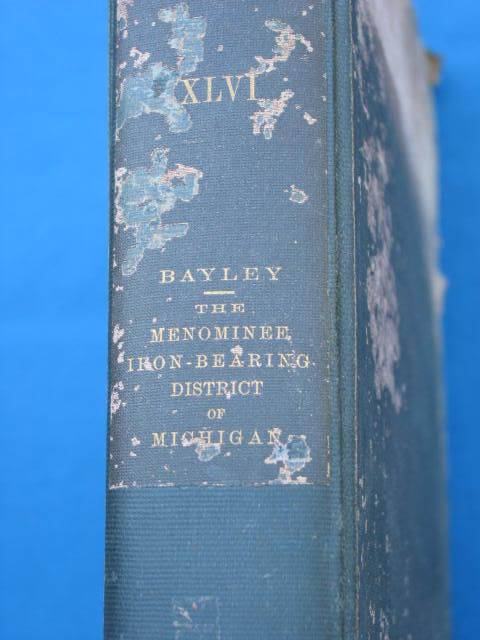 XLVI
BAYLEY
THE
MENOMINEE
IRON-BEARING
DISTRICT
OF
MICHIGAN